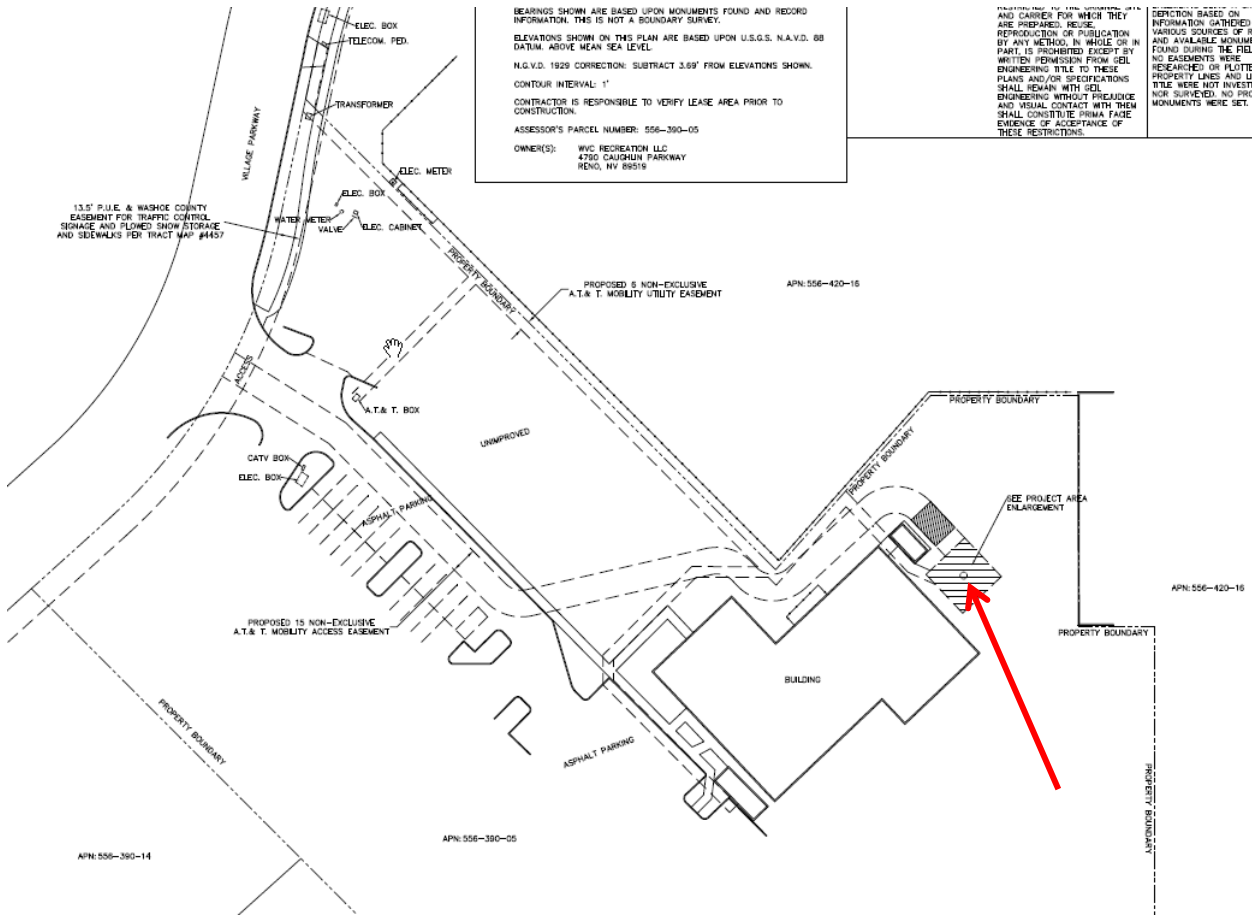 BEARINGS SHOWN ARE BASED UPON MONUMENTS FOUND AND RECORD
INFORMATION. THIS IS NOT A BOUNDARY SURVEY.
ELEVATIONS SHOWN ON THIS PLAN ARE BASED UPON U.S.G.S. N.A.V.D. 88
DATUM. ABOVE MEAN SEA LEVEL.
N.G.V.D. 1929 CORRECTION: SUBTRACT 3.69' FROM ELEVATIONS SHOWN.
CONTOUR INTERVAL: 1'
CONTRACTOR IS RESPONSIBLE TO VERIFY LEASE AREA PRIOR TO
CONSTRUCTION.
ASSESSOR'S PARCEL NUMBER: 556-390-05
OWNER(S): WVC RECREATION LLC
4790 CAUGHLIN PARKWAY
RENO, NV 89519
AND CARRIER FOR WHICH THEY
ARE PREPARED. REUSE,
REPRODUCTION OR PUBLICATION
BY ANY METHOD, IN WHOLE OR IN
PART, IS PROHIBITED EXCEPT BY
WRITTEN PERMISSION FROM GEIL
ENGINEERING TITLE TO THESE
PLANS AND/OR SPECIFICATIONS
SHALL REMAIN WITH GEIL
ENGINEERING WITHOUT PREJUDICE
AND VISUAL CONTACT WITH THEM
SHALL CONSTITUTE PRIMA FACIE
EVIDENCE OF ACCEPTANCE OF
THESE RESTRICTIONS.
DEPICTION BASED ON
INFORMATION GATHERED
VARIOUS SOURCES OF
AND AVAILABLE
FOUND DURING THE
NO EASEMENTS WERE
RESEARCHED OR
PROPERTY LINES AND
TITLE WERE NOT
NOR SURVEYED. NO
MONUMENTS WERE SET.
ELEC. BOX
TELECOM. PED.
TRANSFORMER
VILLAGE PARKWAY
ELEC. METER
ELEC. BOX
WATER METER
VALVE
ELEC. CABINET
13.5' P.U.E. & WASHOE COUNTY
EASEMENT FOR TRAFFIC CONTROL
SIGNAGE AND PLOWED SNOW STORAGE
AND SIDEWALKS PER TRACT MAP #4457
PROPERTY BOUNDARY
PROPOSED 6 NON-EXCLUSIVE
A.T.& T. MOBILITY UTILITY EASEMENT
APN: 556-420-16
ACCESS
A.T.& T. BOX
UNIMPROVED
PROPERTY BOUNDARY
PROPERTY BOUNDARY
CATV BOX
ELEC. BOX
ASPHALT PARKING
SEE PROJECT AREA
ENLARGEMENT
APN: 556-420-16
PROPOSED 15 NON-EXCLUSIVE
A.T.& T. MOBILITY ACCESS EASEMENT
PROPERTY BOUNDARY
BUILDING
PROPERTY BOUNDARY
ASPHALT PARKING
PROPERTY BOUNDARY
APN: 556-390-05
APN: 556-390-14